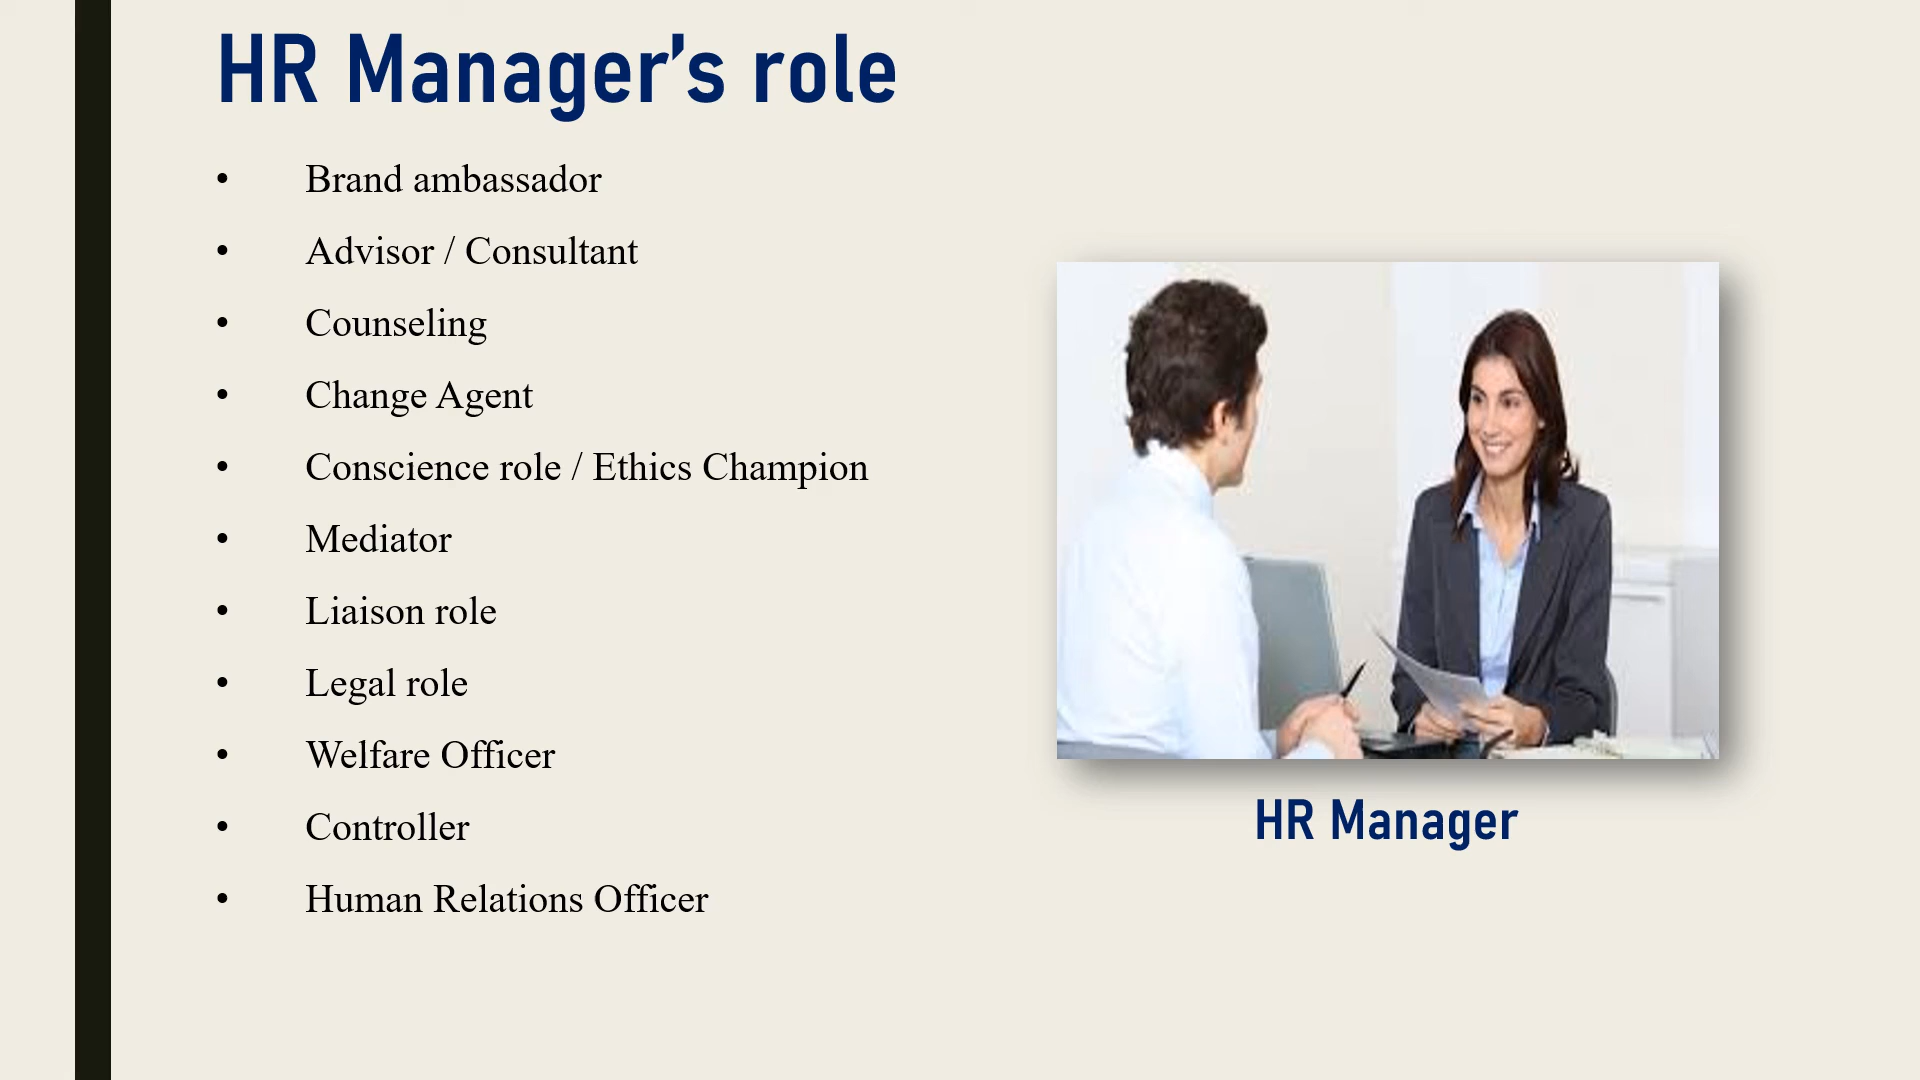 HR Manager’s role
• Brand ambassador
• Advisor / Consultant
• Counseling
• Change Agent
• Conscience role / Ethics Champion
• Mediator
• Liaison role
• Legal role
• Welfare Officer
• Controller
• Human Relations Officer
HR Manager